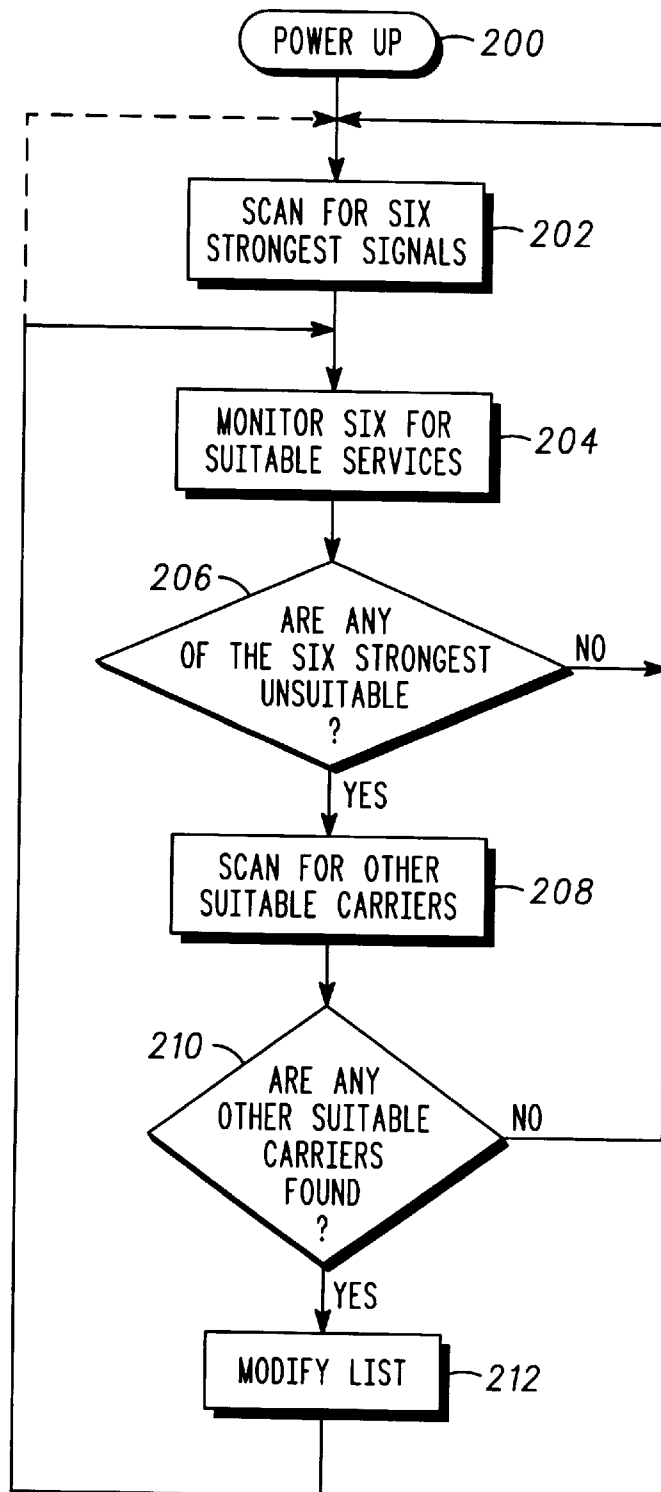 POWER UP
200
SCAN FOR SIX
STRONGEST SIGNALS
202
MONITOR SIX FOR
SUITABLE SERVICES
204
206
ARE ANY
OF THE SIX STRONGEST
UNSUITABLE
?
NO
YES
SCAN FOR OTHER
SUITABLE CARRIERS
208
210
ARE ANY
OTHER SUITABLE
CARRIERS
FOUND
?
NO
YES
MODIFY LIST
212